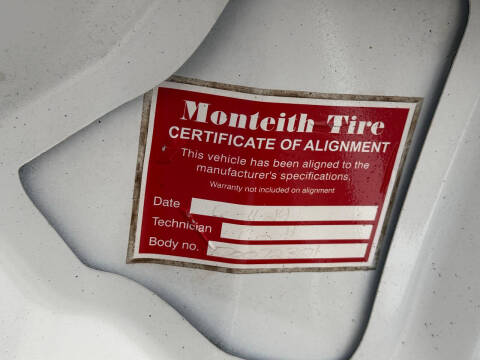 Monteith Tire
CERTIFICATE OF ALIGNMENT
This vehicle has been aligned to the
manufacturer's specifications.
Warranty not included on alignment
Date
Technician
Body no.